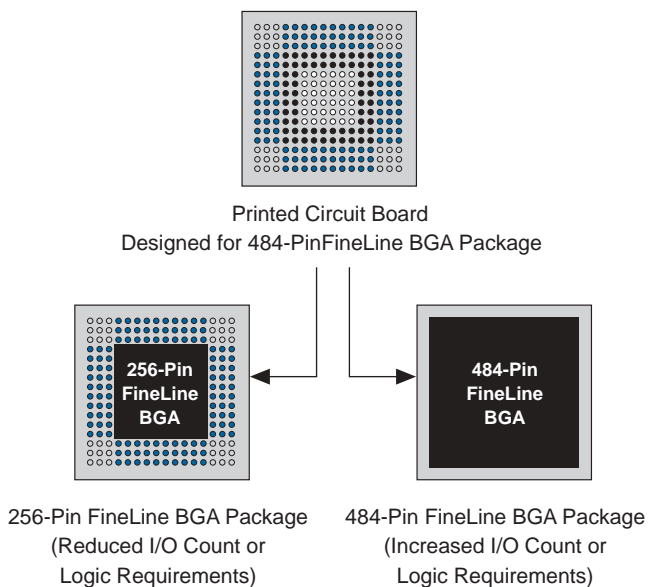 Printed Circuit Board
Designed for 484-PinFineLine BGA Package
256-Pin
FineLine
BGA
484-Pin
FineLine
BGA
256-Pin FineLine BGA Package
(Reduced I/O Count or
Logic Requirements)
484-Pin FineLine BGA Package
(Increased I/O Count or
Logic Requirements)